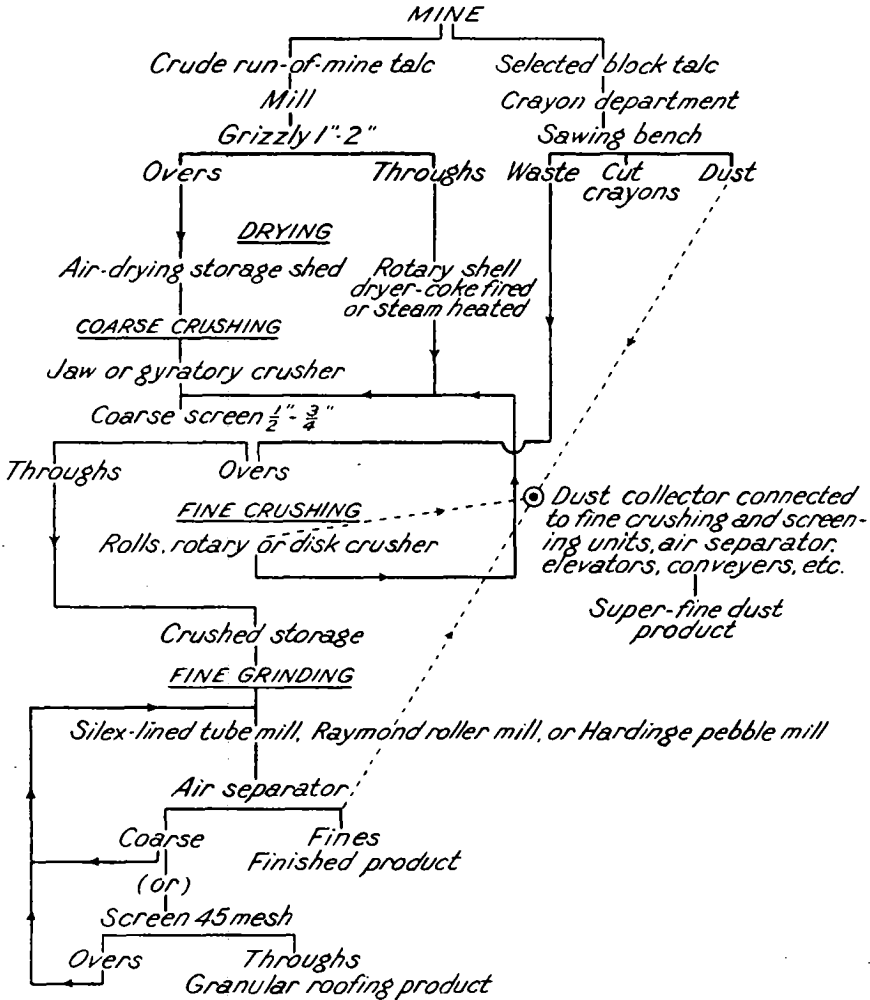 MINE
Crude run-of-mine talc
Selected block talc
Mill
Crayon department
Grizzly 1"-2"
Sawing bench
Overs
Throughs
Waste
Cut
crayons
Dust
DRYING
Air-drying storage shed
Rotary shell
dryer-coke fired
or steam heated
COARSE CRUSHING
Jaw or gyratory crusher
Coarse screen 1/2"- 3/4"
Throughs
Overs
FINE CRUSHING
Rolls, rotary or disk crusher
Dust collector connected
to fine crushing and screen-
ing units, air separator,
elevators, conveyers, etc.
Super-fine dust
product
Crushed storage
FINE GRINDING
Silex-lined tube mill, Raymond roller mill, or Hardinge pebble mill
Air separator
Coarse
Fines
Finished product
(or)
Screen 45 mesh
Overs
Throughs
Granular roofing product